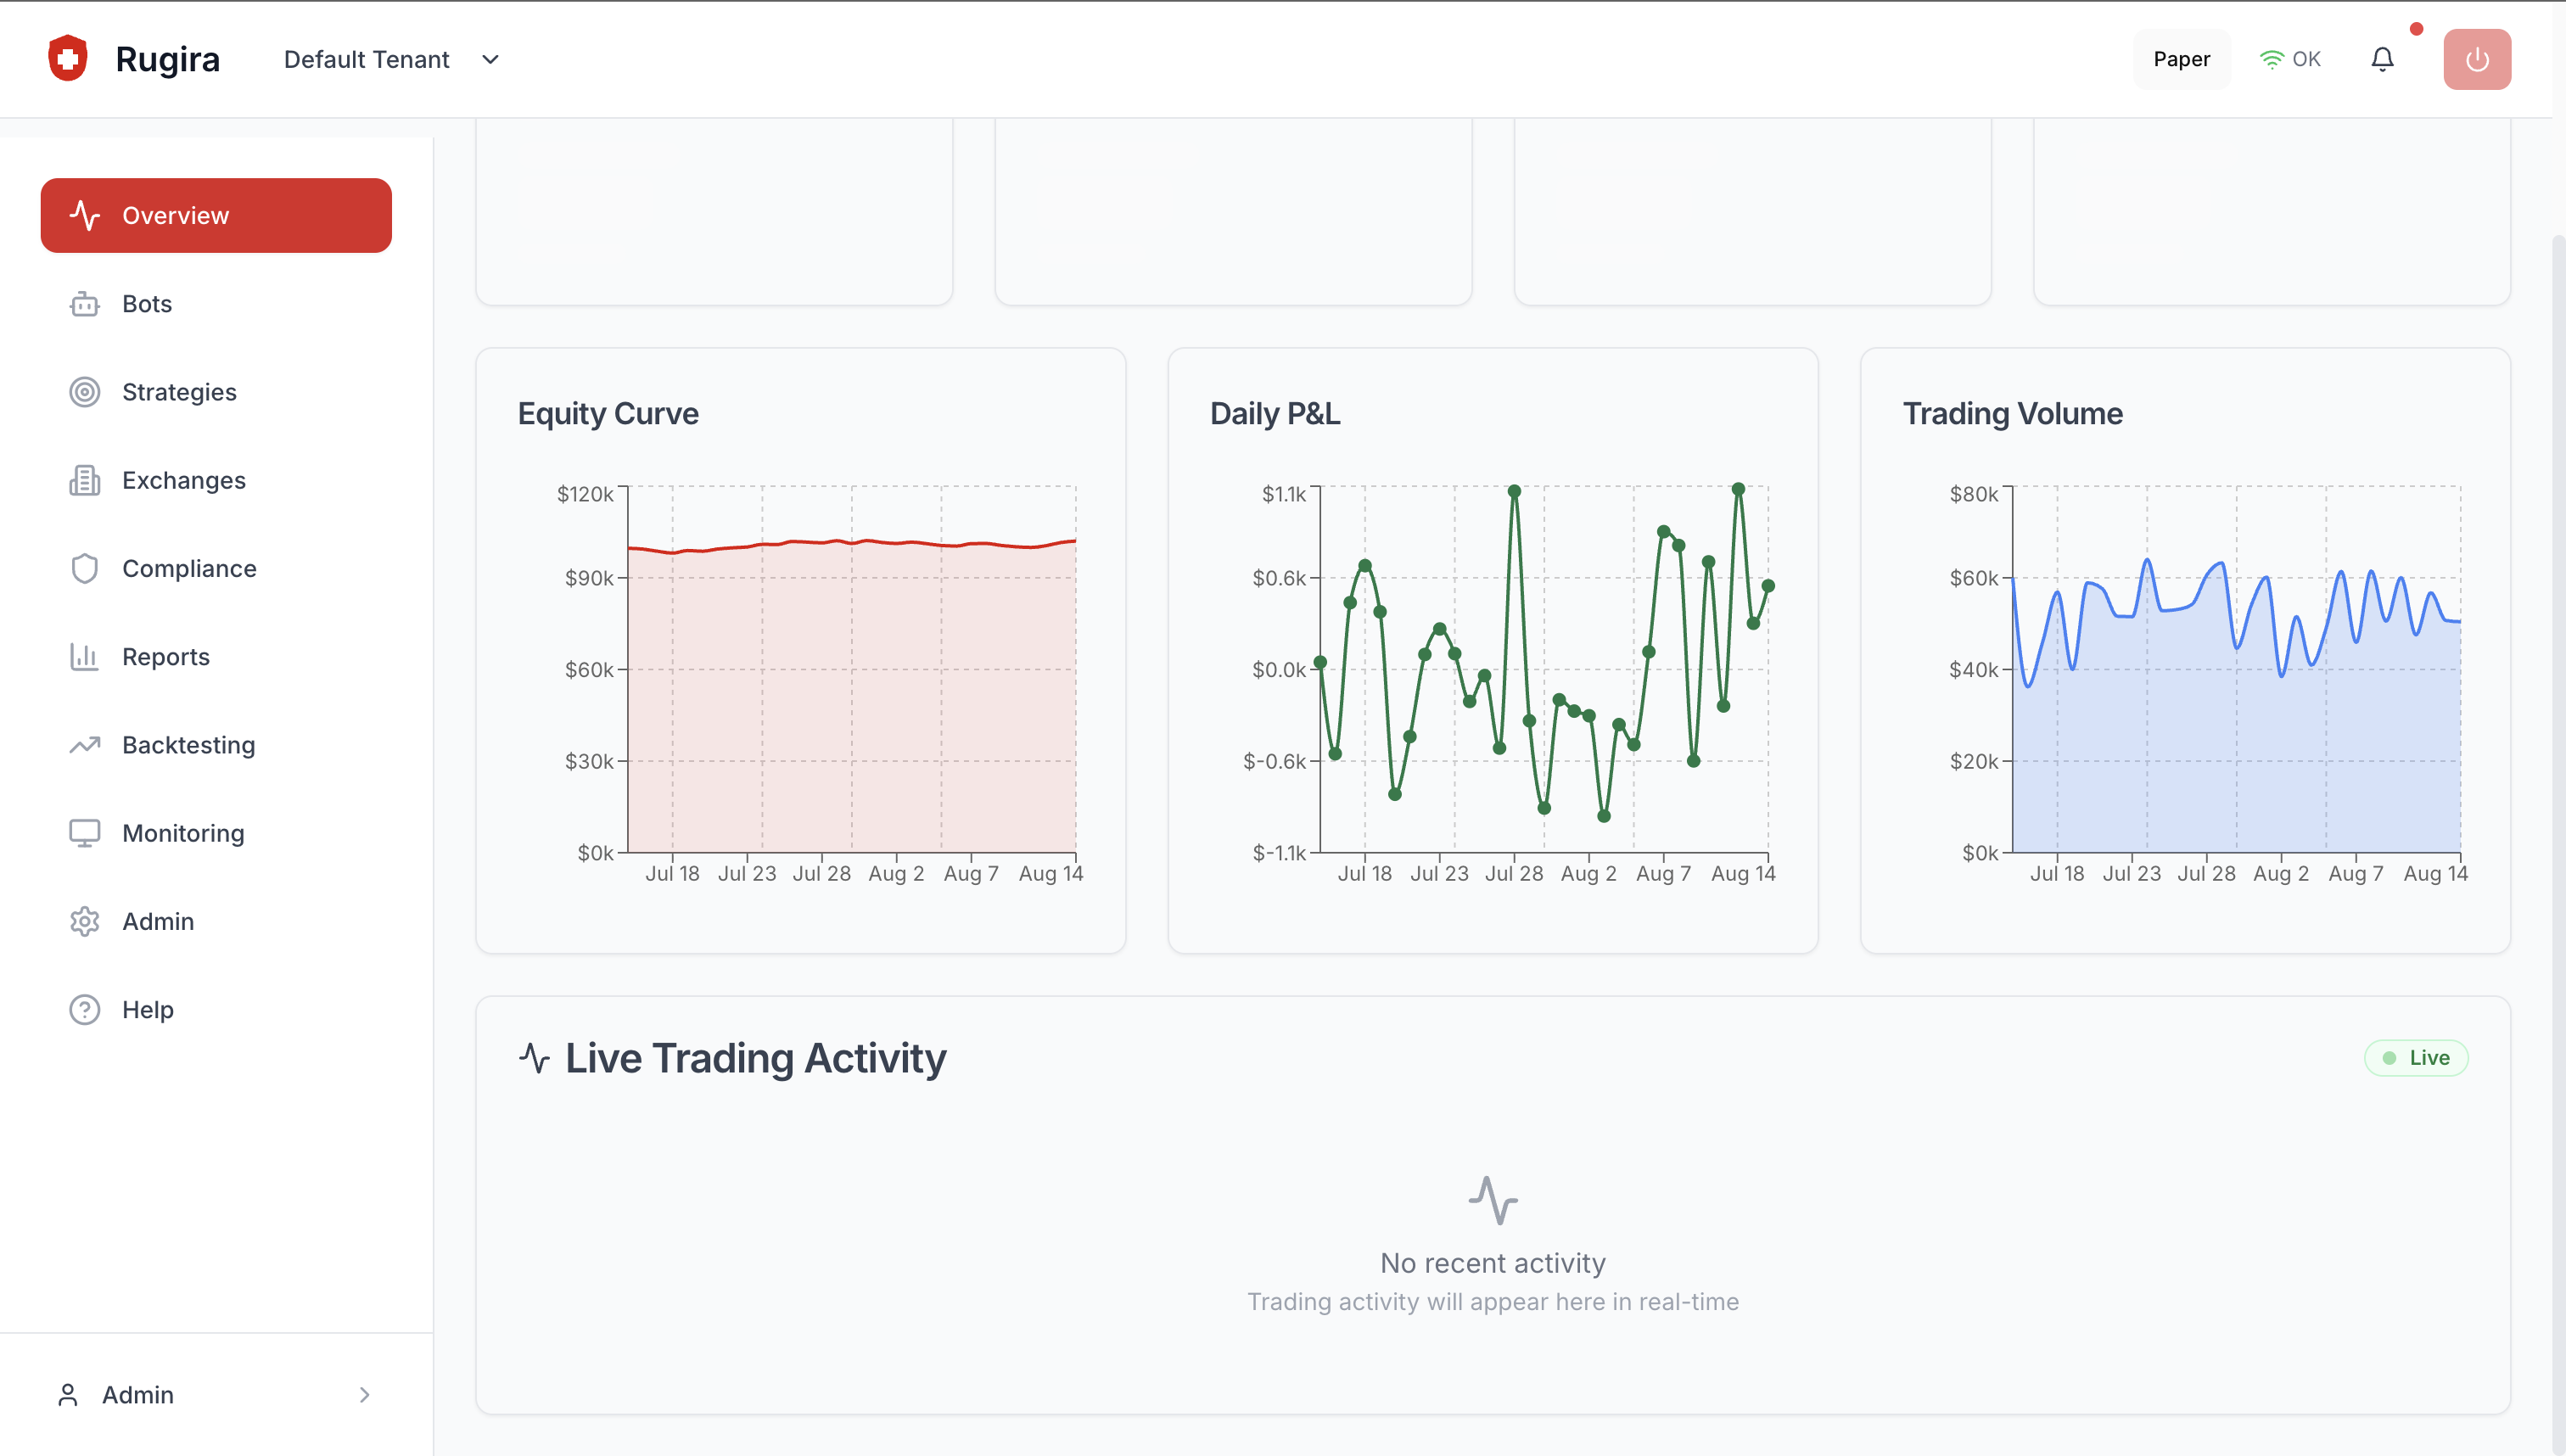 Rugira
Default Tenant
Paper
OK
Overview
Bots
Strategies
Exchanges
Compliance
Reports
Backtesting
Monitoring
Admin
Help
Admin
Equity Curve
$120k
$90k
$60k
$30k
$0k
Jul 18 Jul 23 Jul 28 Aug 2 Aug 7 Aug 14
Daily P&L
$1.1k
$0.6k
$0.0k
$-0.6k
$-1.1k
Jul 18 Jul 23 Jul 28 Aug 2 Aug 7 Aug 14
Trading Volume
$80k
$60k
$40k
$20k
$0k
Jul 18 Jul 23 Jul 28 Aug 2 Aug 7 Aug 14
Live Trading Activity
Live
No recent activity
Trading activity will appear here in real-time